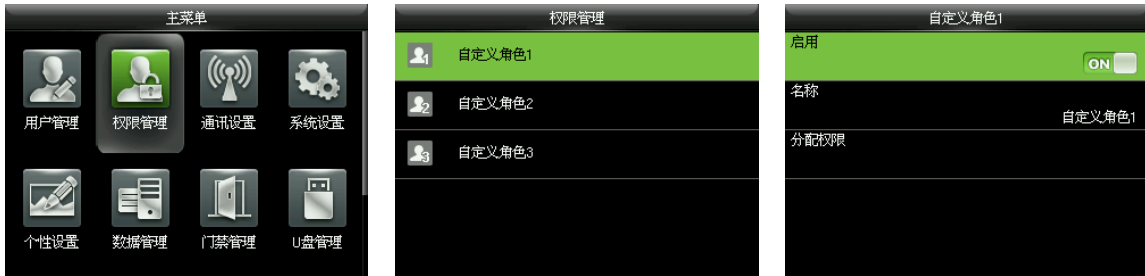 主菜单
用户管理 权限管理 通讯设置 系统设置
个性设置 数据管理 门禁管理 U盘管理
权限管理
1 自定义角色1
2 自定义角色2
3 自定义角色3
自定义角色1
启用
ON
名称
自定义角色1
分配权限